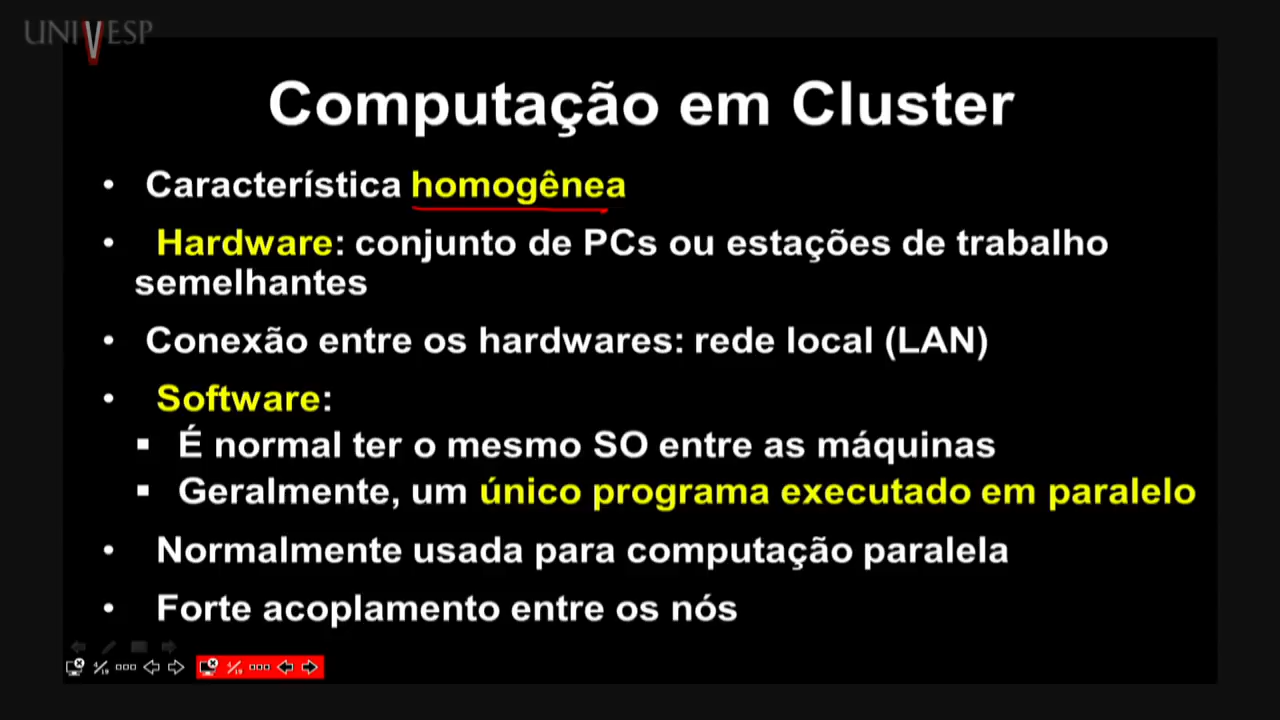 UNIVESP
Computação em Cluster
• Característica homogênea
• Hardware: conjunto de PCs ou estações de trabalho
semelhantes
• Conexão entre os hardwares: rede local (LAN)
• Software:
▪ É normal ter o mesmo SO entre as máquinas
▪ Geralmente, um único programa executado em paralelo
• Normalmente usada para computação paralela
• Forte acoplamento entre os nós